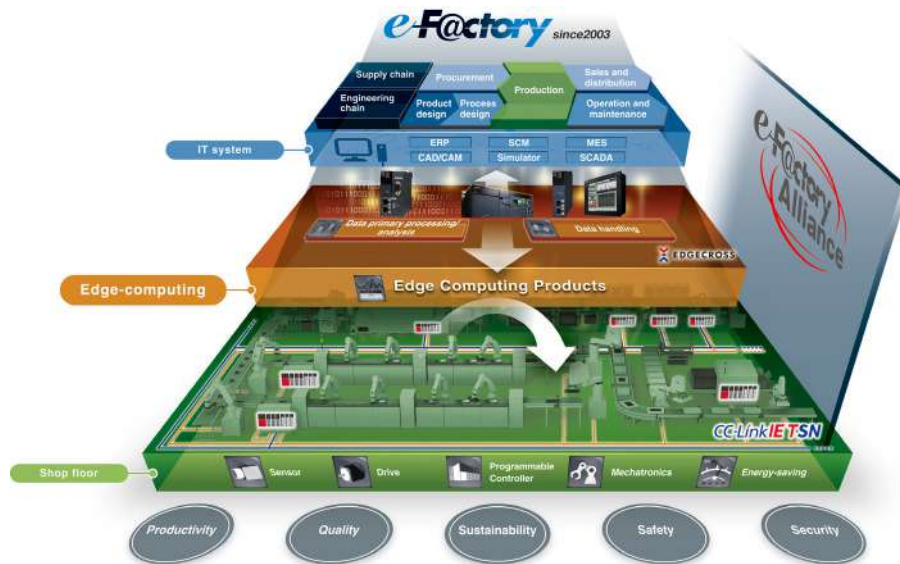 e-F@ctory since2003
Supply chain
Procurement
Production
Sales and
distribution
Engineering
chain
Product
design
Process
design
Operation and
maintenance
IT system
ERP
SCM
MES
CAD/CAM
Simulator
SCADA
Data primary processing/
analysis
Data handling
EDGECROSS
Edge-computing
Edge Computing Products
e-F@ctory
Alliance
CC-Link IE TSN
Shop floor
Sensor
Drive
Programmable
Controller
Mechatronics
Energy-saving
Productivity
Quality
Sustainability
Safety
Security